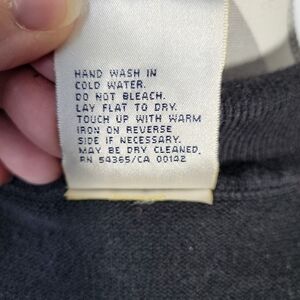 HAND WASH IN
COLD WATER.
DO NOT BLEACH.
LAY FLAT TO DRY.
TOUCH UP WITH WARM
IRON ON REVERSE
SIDE IF NECESSARY.
MAY BE DRY CLEANED.
RN 54365/CA 00142